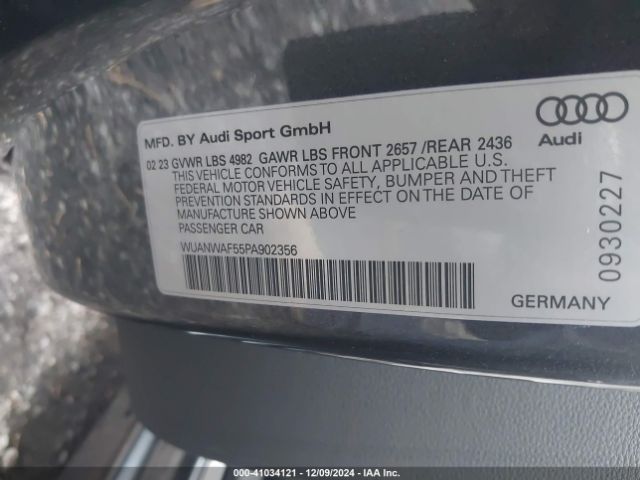 MFD. BY Audi Sport GmbH
02 23 GVWR LBS 4982 GAWR LBS FRONT 2657 /REAR 2436
THIS VEHICLE CONFORMS TO ALL APPLICABLE U.S.
FEDERAL MOTOR VEHICLE SAFETY, BUMPER AND THEFT
PREVENTION STANDARDS IN EFFECT ON THE DATE OF
MANUFACTURE SHOWN ABOVE
PASSENGER CAR
WUANWAF55PA902356
Audi
0930227
GERMANY
000-41034121 - 12/09/2024 - IAA Inc.